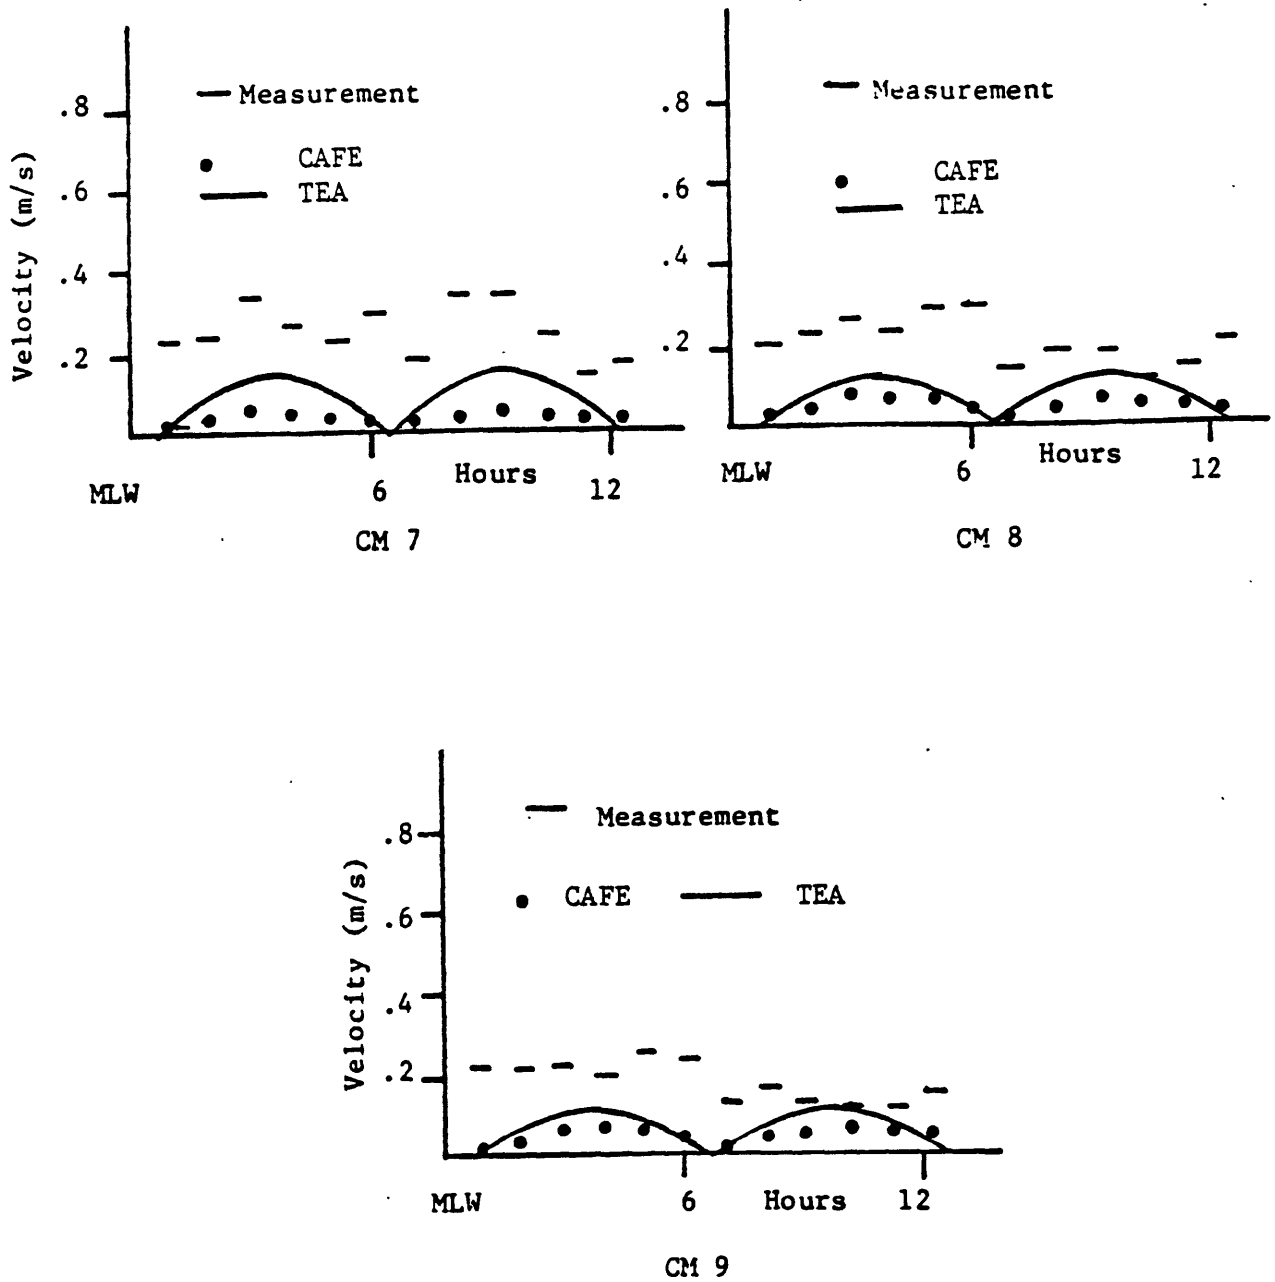 Measurement
CAFE
TEA
.8
.6
.4
.2
Velocity (m/s)
MLW
6
Hours
12
CM 7
Measurement
CAFE
TEA
.8
.6
.4
.2
MLW
6
Hours
12
CM 8
Measurement
CAFE TEA
.8
.6
.4
.2
Velocity (m/s)
MLW
6
Hours
12
CM 9